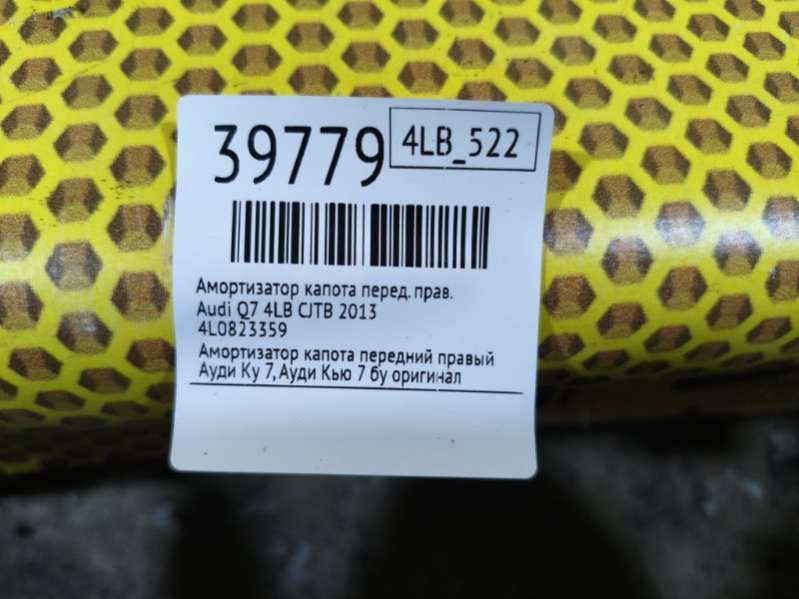 39779
4LB_522
Амортизатор капота перед. прав.
Audi Q7 4LB CJTB 2013
4L0823359
Амортизатор капота передний правый
Ауди Ку 7, Ауди Кью 7 бу оригинал